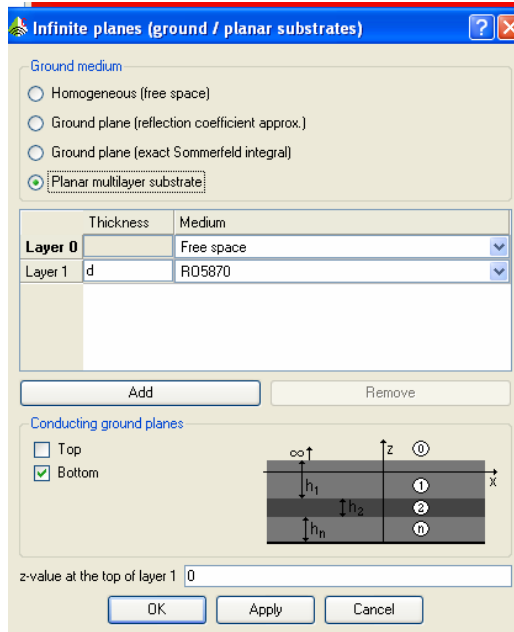 Infinite planes (ground / planar substrates)
Ground medium
Homogeneous (free space)
Ground plane (reflection coefficient approx.)
Ground plane (exact Sommerfeld integral)
Planar multilayer substrate
Thickness Medium
Layer 0 Free space
Layer 1 d RO5870
Add Remove
Conducting ground planes
Top
Bottom
∞ z 0
x
h1 1
h2 2
hn n
z-value at the top of layer 1 0
OK Apply Cancel